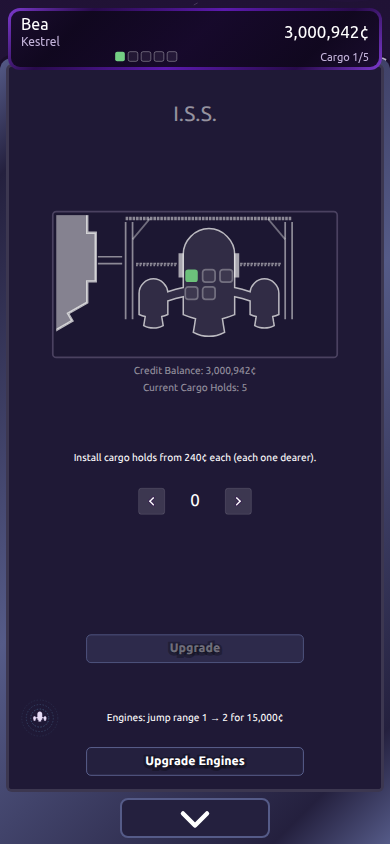 Bea
3,000,942¢
Kestrel
Cargo 1/5
I.S.S.
Credit Balance: 3,000,942¢
Current Cargo Holds: 5
Install cargo holds from 240¢ each (each one dearer).
0
Upgrade
Engines: jump range 1 → 2 for 15,000¢
Upgrade Engines